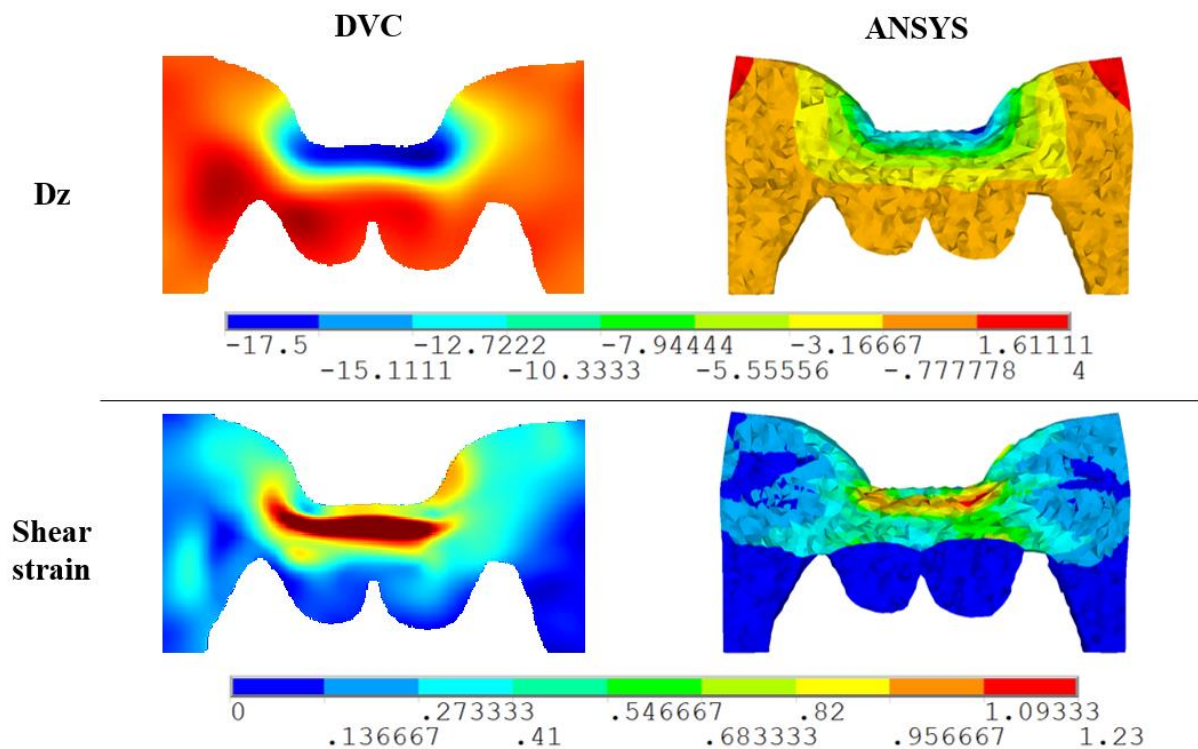 DVC ANSYS
Dz
-17.5 -12.7222 -7.94444 -3.16667 1.61111
-15.1111 -10.3333 -5.55556 -.777778 4
Shear
strain
0 .273333 .546667 .82 1.09333
.136667 .41 .683333 .956667 1.23